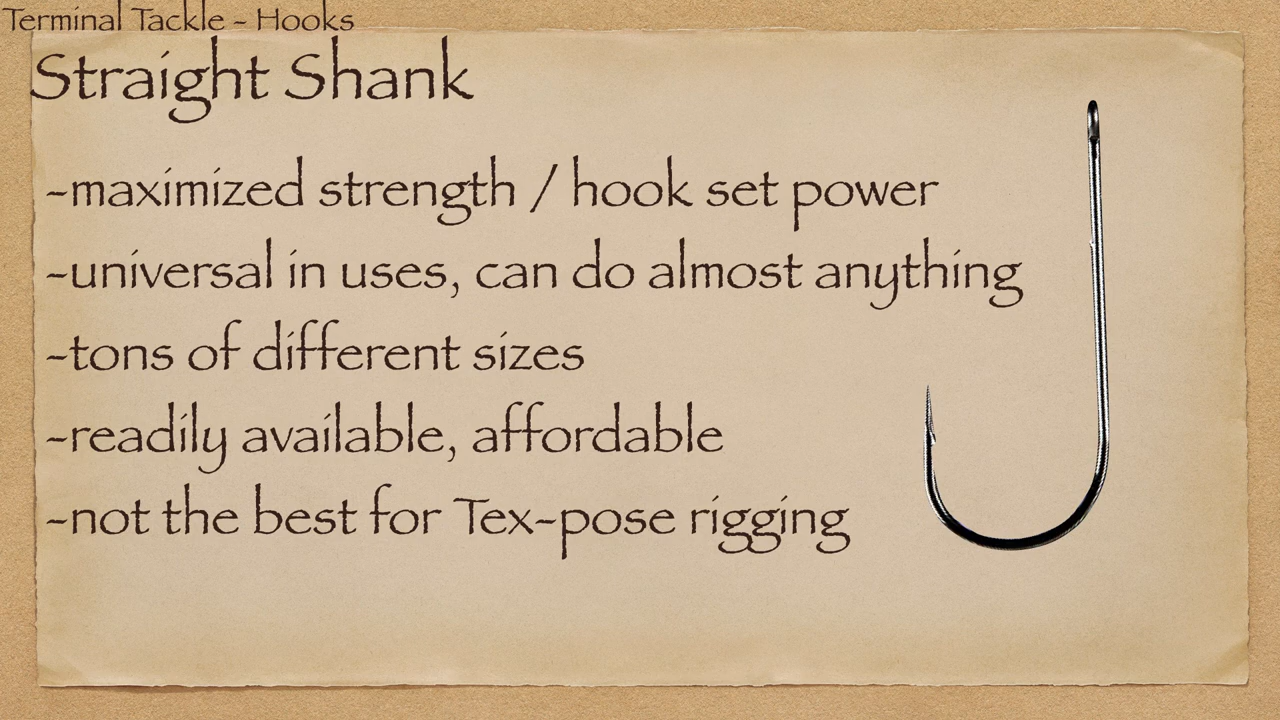 Terminal Tackle - Hooks
Straight Shank
-maximized strength / hook set power
-universal in uses, can do almost anything
-tons of different sizes
-readily available, affordable
-not the best for Tex-pose rigging